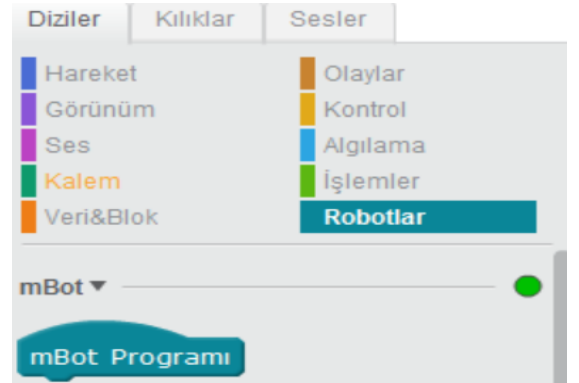 Diziler Kılıklar Sesler
Hareket Olaylar
Görünüm Kontrol
Ses Algılama
Kalem İşlemler
Veri&Blok Robotlar
mBot
mBot Programı